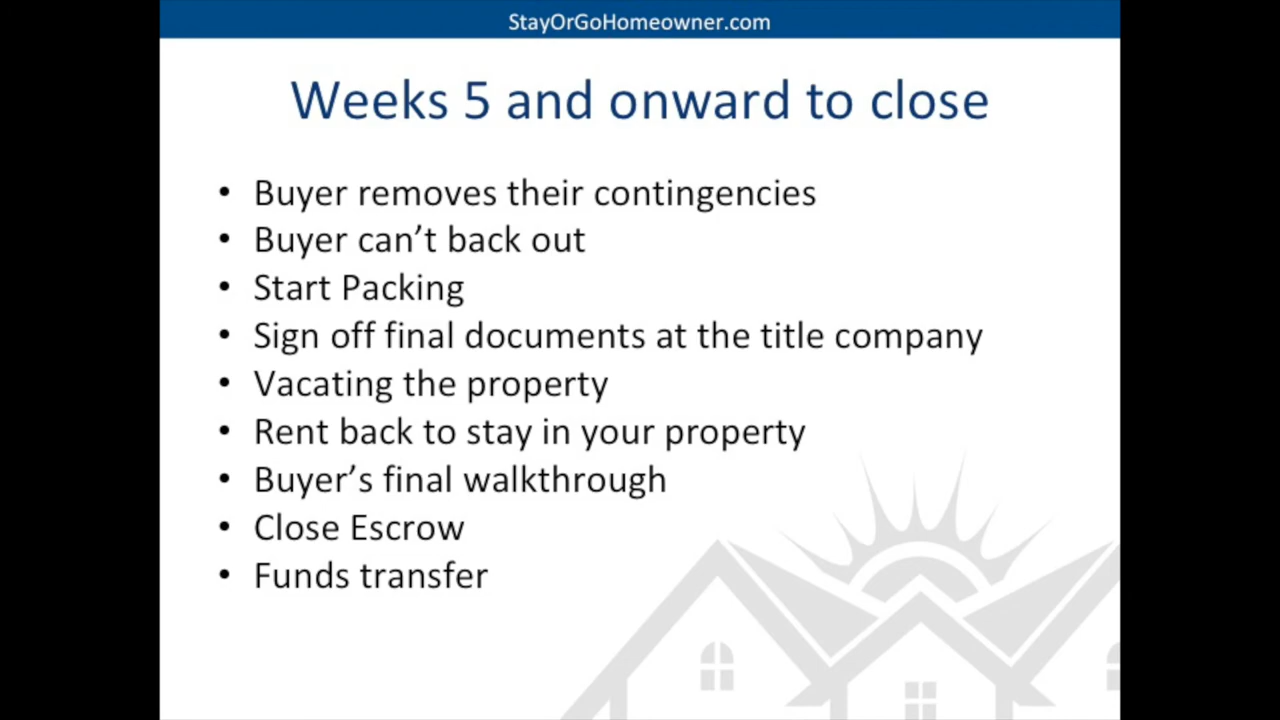 StayOrGoHomeowner.com
Weeks 5 and onward to close
• Buyer removes their contingencies
• Buyer can’t back out
• Start Packing
• Sign off final documents at the title company
• Vacating the property
• Rent back to stay in your property
• Buyer’s final walkthrough
• Close Escrow
• Funds transfer